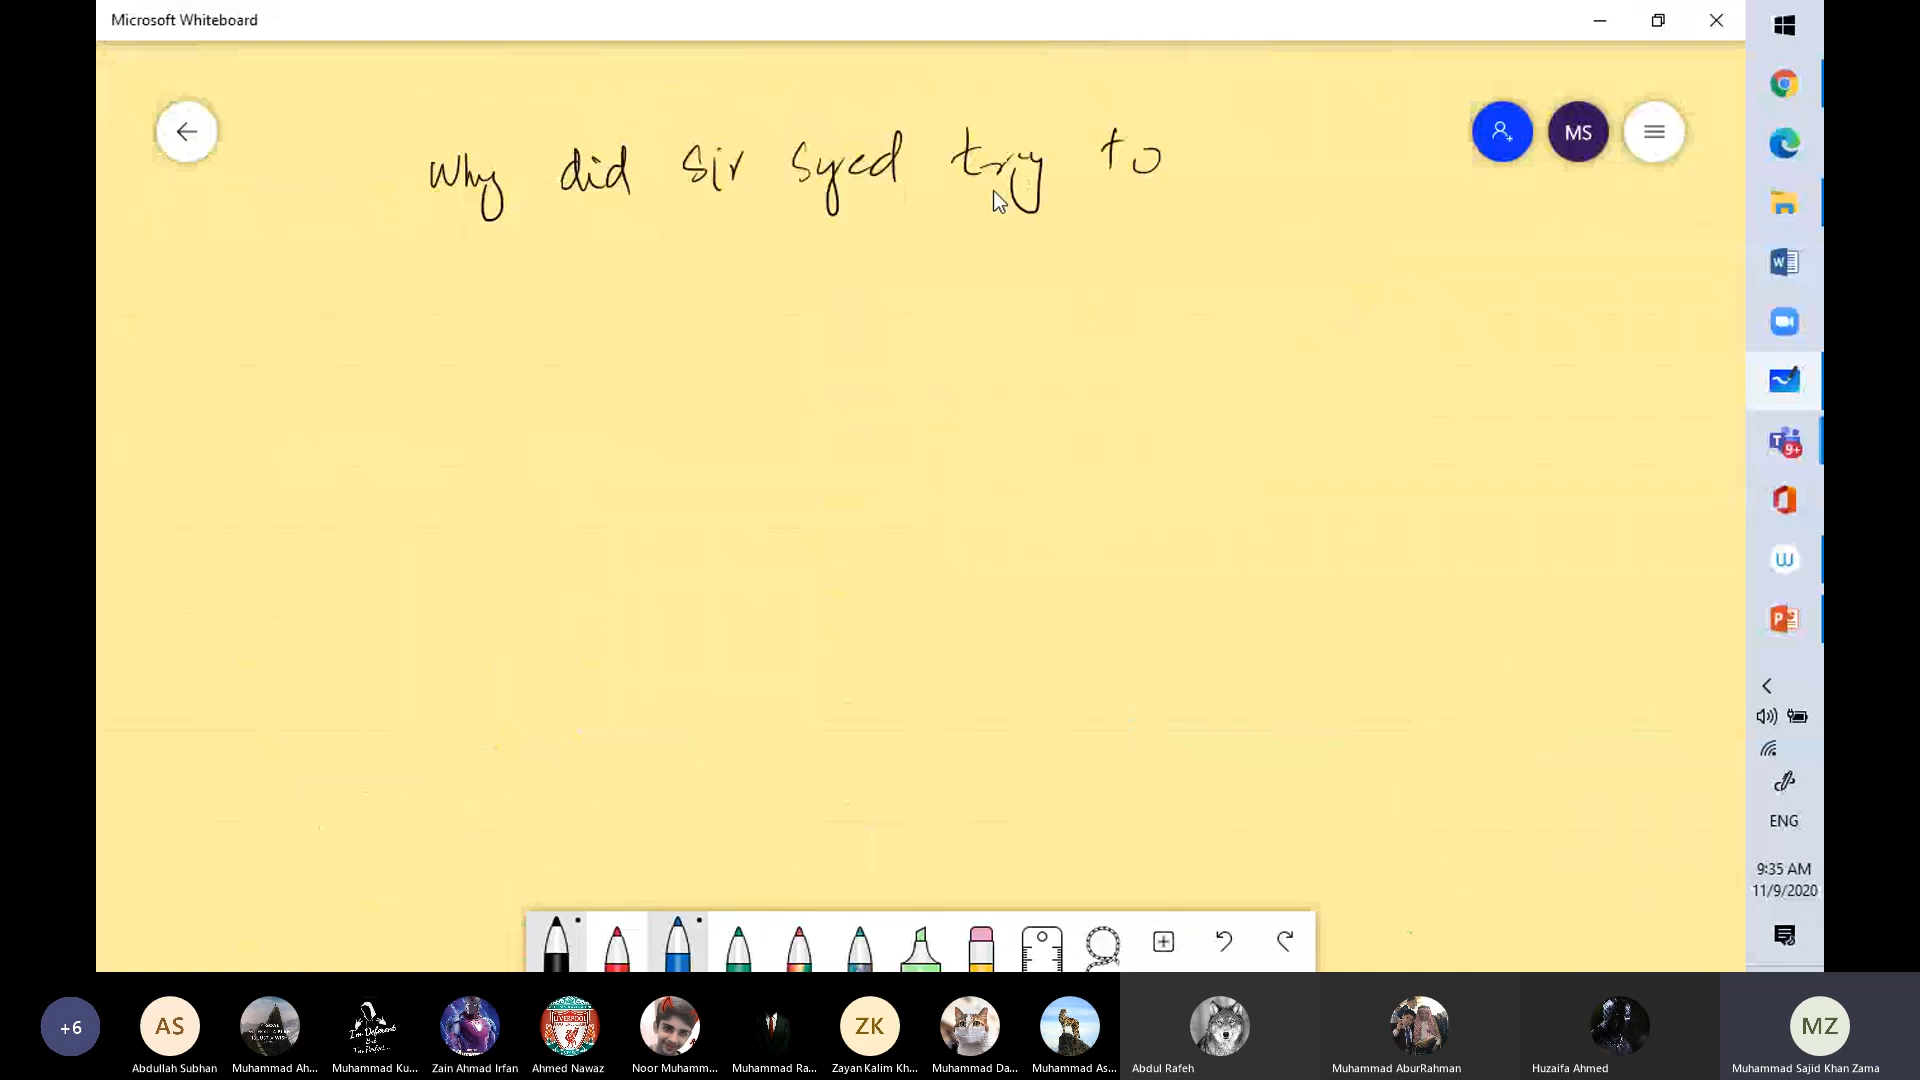 Microsoft Whiteboard
MS
Why did sir syed try to
9+
ENG
9:35 AM
11/9/2020
+6
AS
ZK
MZ
Abdullah Subhan
Muhammad Ah...
Muhammad Ku...
Zain Ahmad Irfan
Ahmed Nawaz
Noor Muhamm...
Muhammad Ra...
Zayan Kalim Kh...
Muhammad Da...
Muhammad As...
Abdul Rafeh
Muhammad AburRahman
Huzaifa Ahmed
Muhammad Sajid Khan Zama